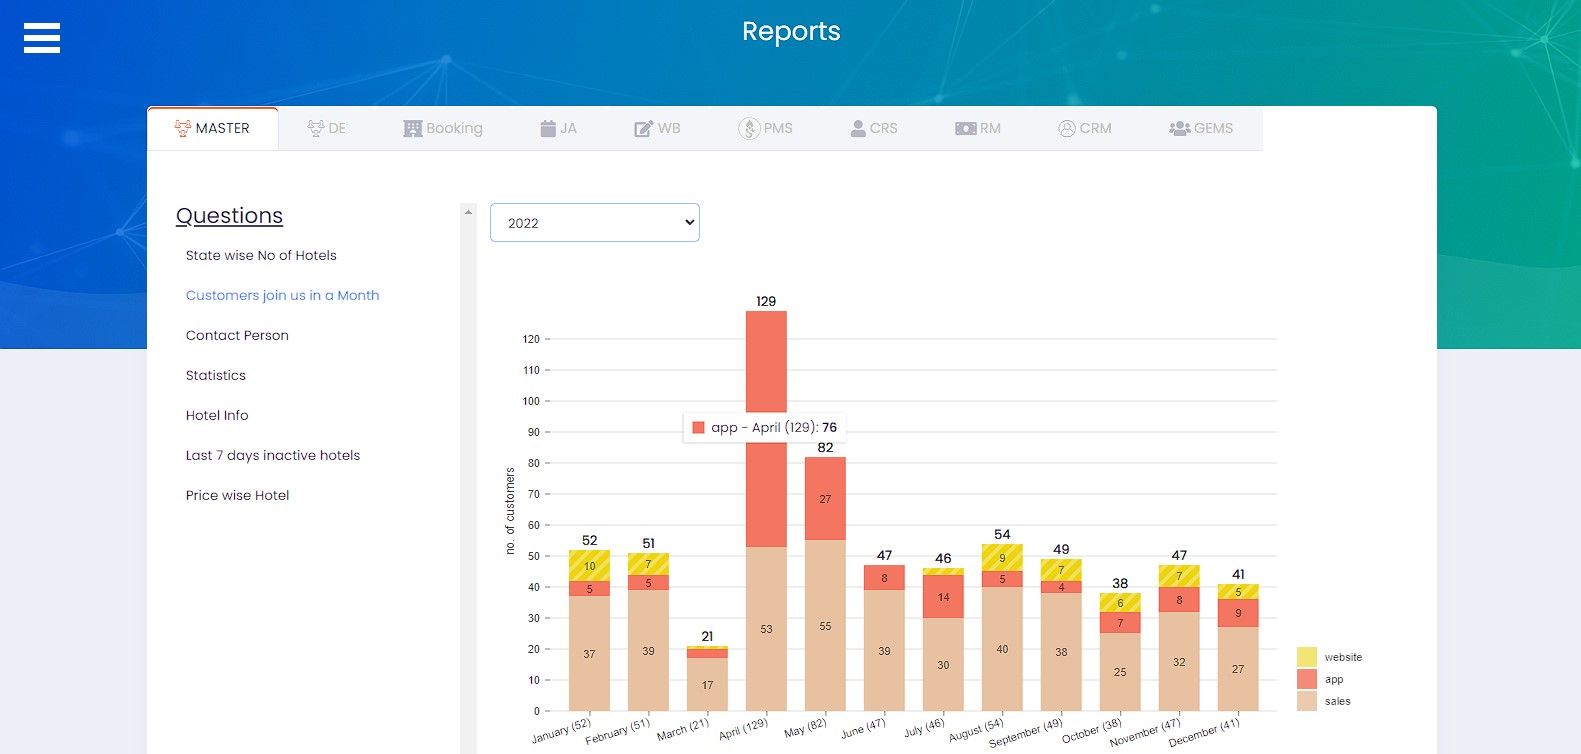 Reports
MASTER DE Booking JA WB PMS CRS RM CRM GEMS
Questions
State wise No of Hotels
Customers join us in a Month
Contact Person
Statistics
Hotel Info
Last 7 days inactive hotels
Price wise Hotel
2022
no. of customers
120
110
100
90
80
70
60
50
40
30
20
10
0
129
app - April (129): 76
82
52
51
21
47
46
54
49
38
47
41
10
5
37
7
5
39
17
53
27
55
8
39
14
30
9
5
40
7
4
38
6
7
25
7
8
32
5
9
27
January (52)
February (51)
March (21)
April (129)
May (82)
June (47)
July (46)
August (54)
September (49)
October (38)
November (47)
December (41)
website
app
sales